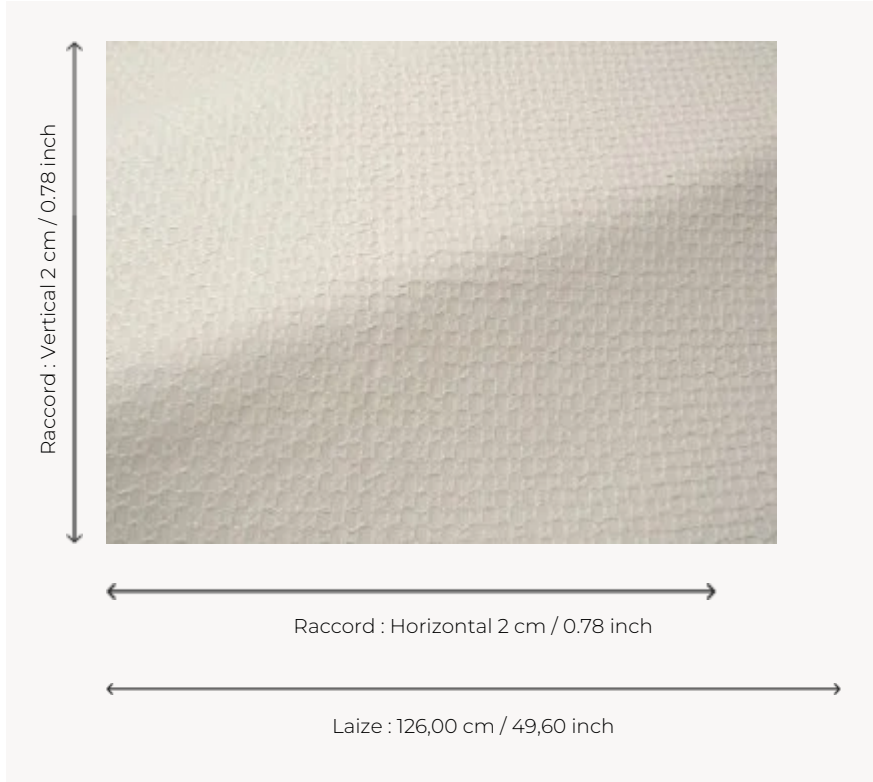 Raccord : Vertical 2 cm / 0.78 inch
Raccord : Horizontal 2 cm / 0.78 inch
Laize : 126,00 cm / 49,60 inch